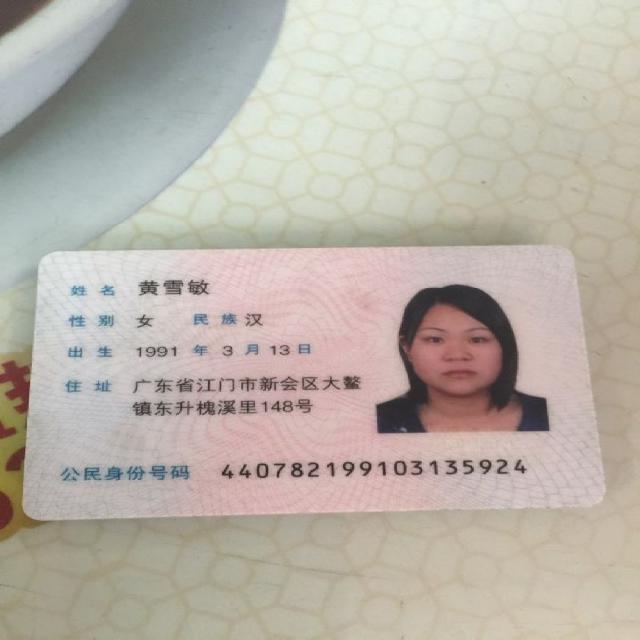 姓名 黄雪敏
性别 女 民族 汉
出生 1991 年 3 月 13 日
住址 广东省江门市新会区大鳌
镇东升槐溪里148号
公民身份号码 440782199103135924